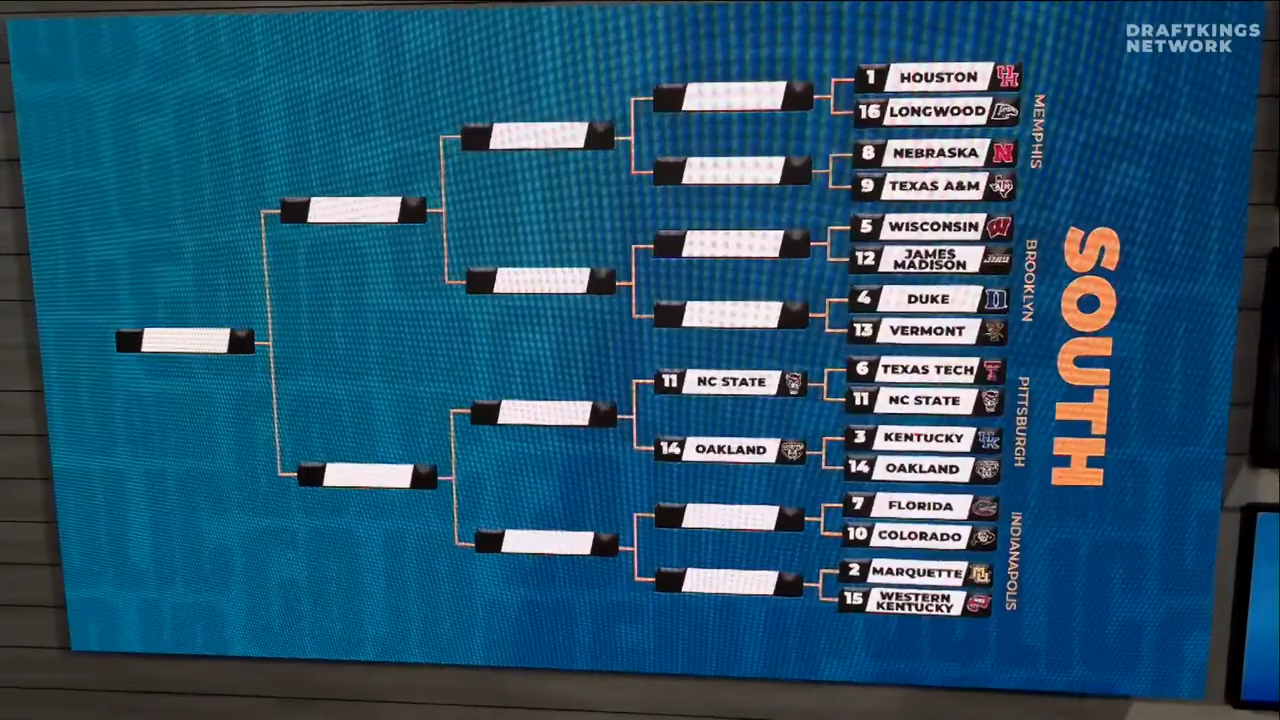 DRAFTKINGS
NETWORK
SOUTH
MEMPHIS
1 HOUSTON
16 LONGWOOD
8 NEBRASKA
9 TEXAS A&M
BROOKLYN
5 WISCONSIN
12 JAMES
MADISON
4 DUKE
13 VERMONT
PITTSBURGH
6 TEXAS TECH
11 NC STATE
3 KENTUCKY
14 OAKLAND
INDIANAPOLIS
7 FLORIDA
10 COLORADO
2 MARQUETTE
15 WESTERN
KENTUCKY
11 NC STATE
14 OAKLAND